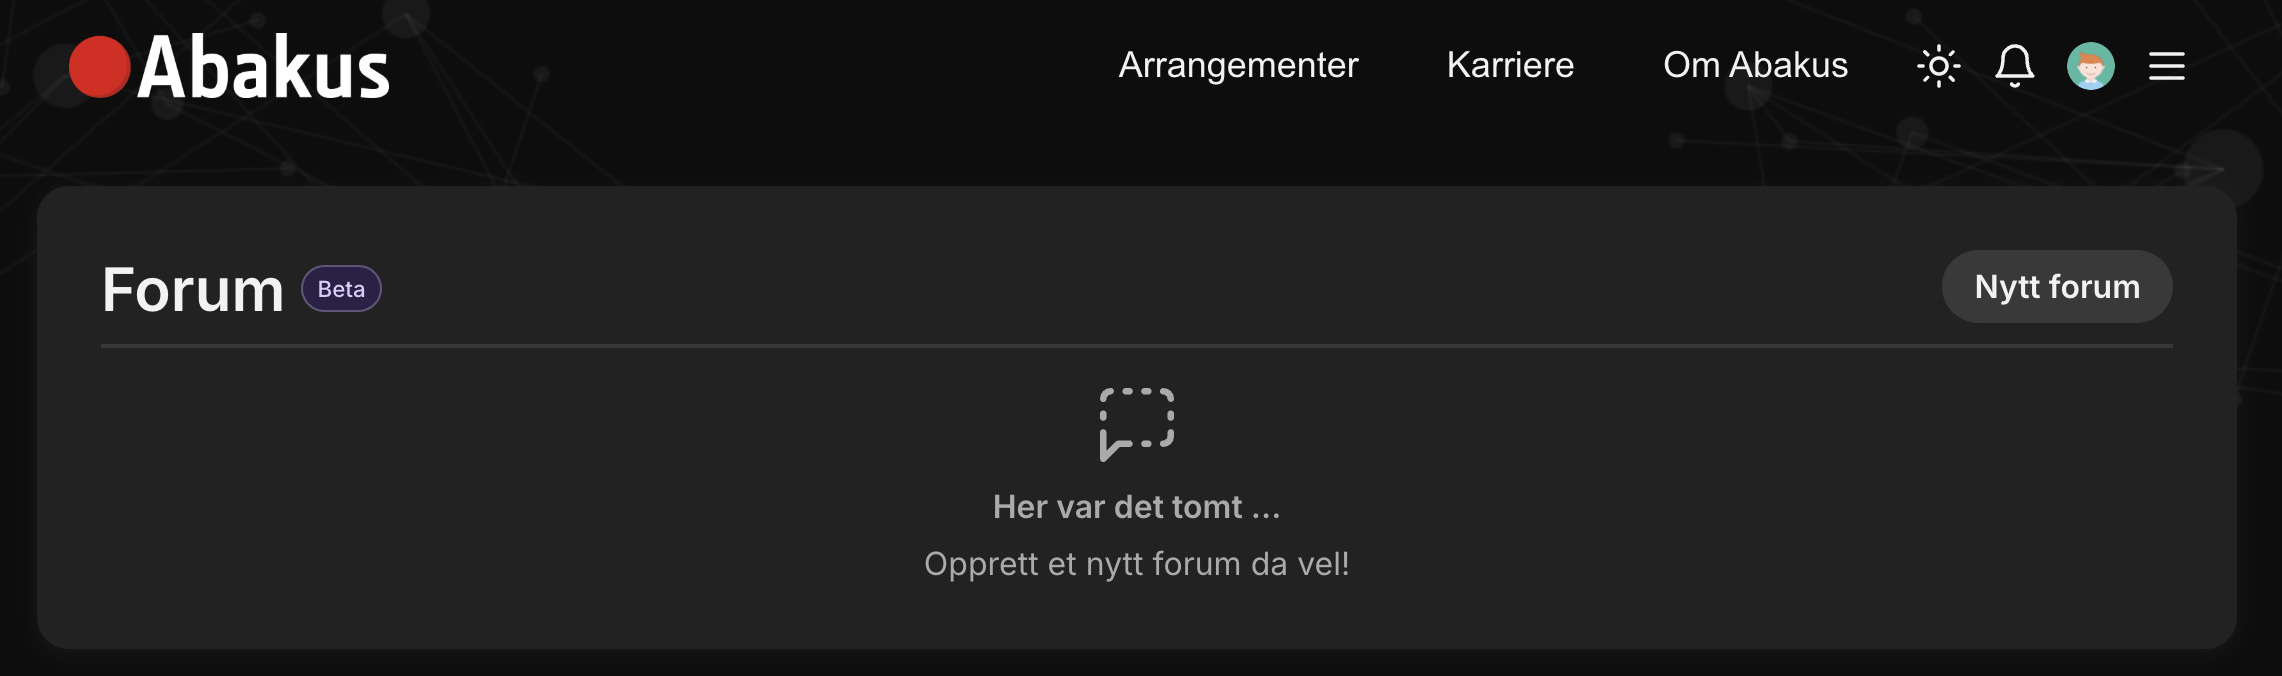 Abakus
Arrangementer
Karriere
Om Abakus
Forum
Beta
Nytt forum
Her var det tomt ...
Opprett et nytt forum da vel!